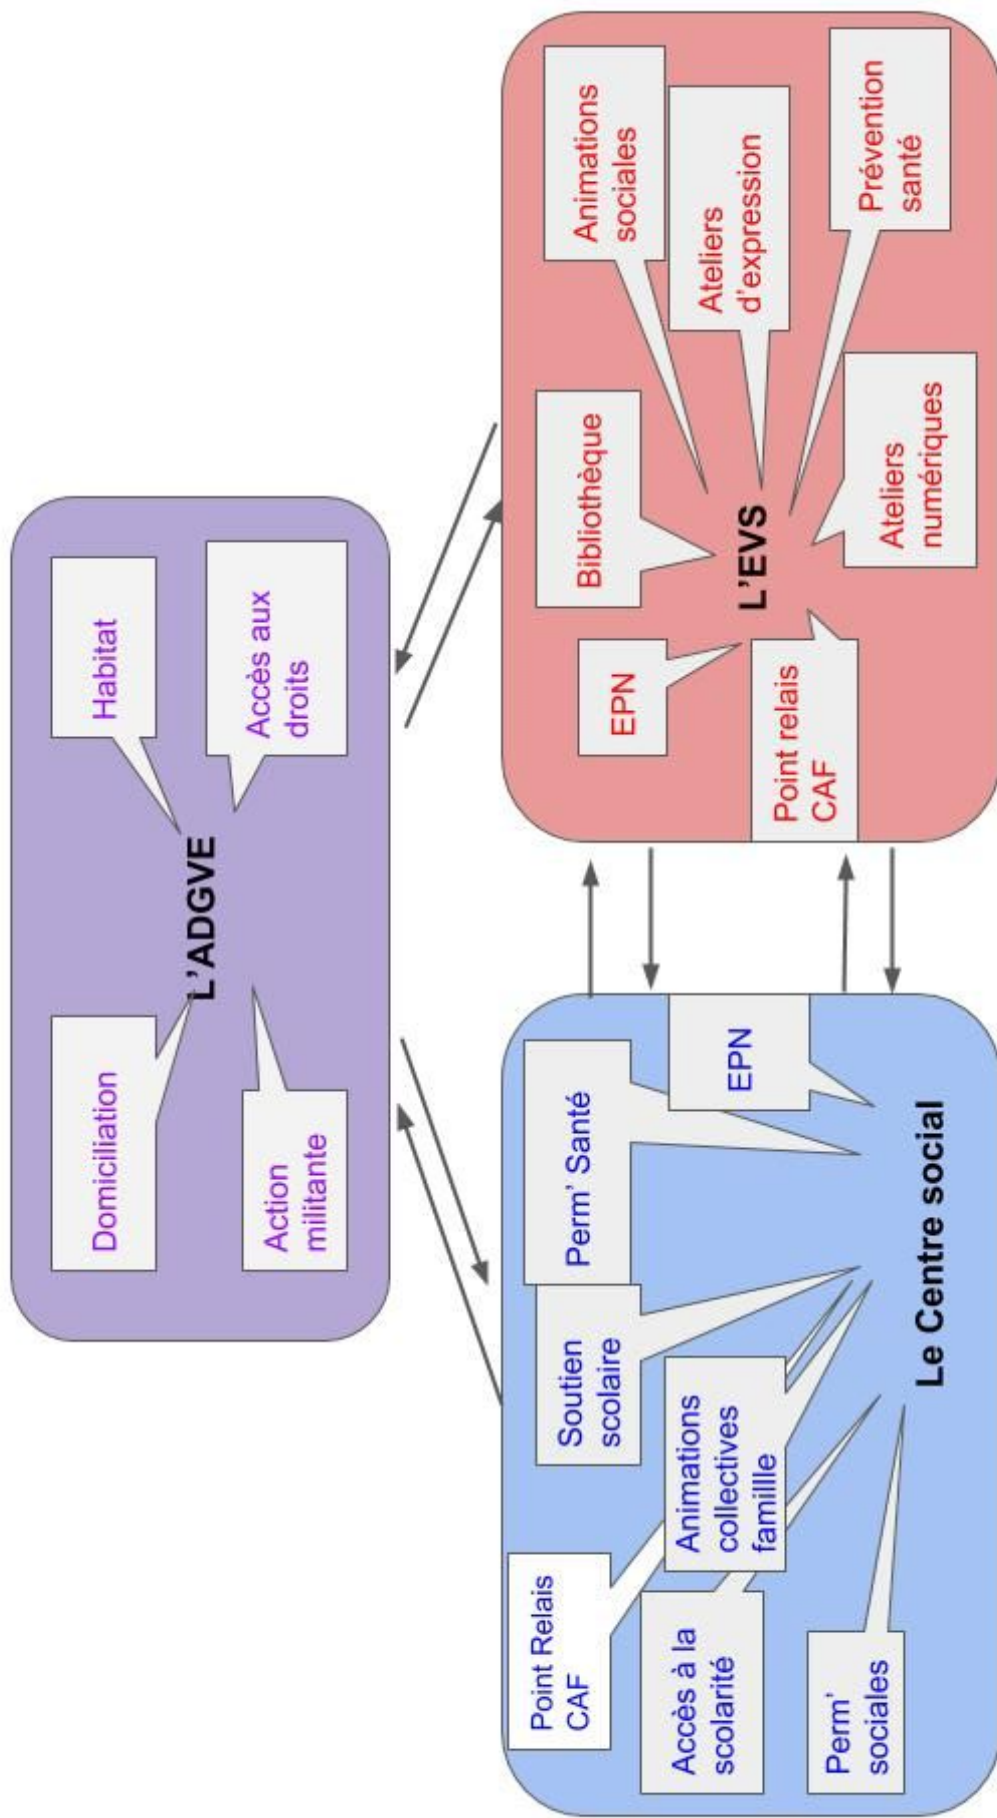 Domiciliation
Habitat
L'ADGVE
Action
militante
Accès aux
droits
Point Relais
CAF
Soutien
scolaire
Perm' Santé
Accès à la
scolarité
Animations
collectives
famillle
EPN
Perm'
sociales
Le Centre social
EPN
Bibliothèque
Animations
sociales
Ateliers
d'expression
L'EVS
Point relais
CAF
Ateliers
numériques
Prévention
santé